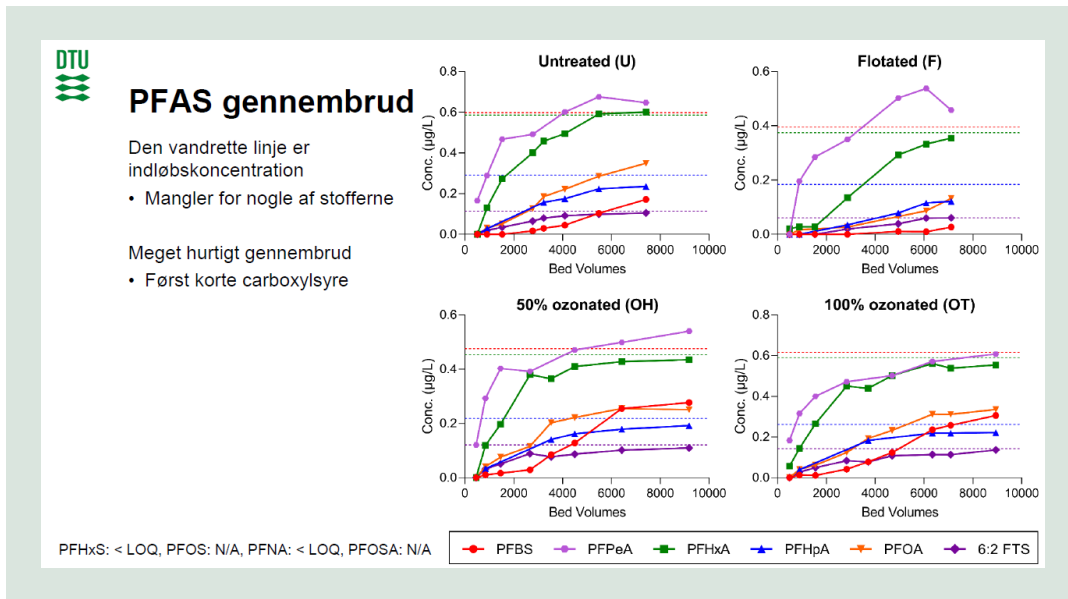 DTU
PFAS gennembrud
Den vandrette linje er
indløbskoncentration
• Mangler for nogle af stofferne
Meget hurtigt gennembrud
• Først korte carboxylsyre
Untreated (U)
Conc. (µg/L)
0.8
0.6
0.4
0.2
0.0
0 2000 4000 6000 8000 10000
Bed Volumes
Flotated (F)
Conc. (µg/L)
0.6
0.4
0.2
0.0
0 2000 4000 6000 8000 10000
Bed Volumes
50% ozonated (OH)
Conc. (µg/L)
0.6
0.4
0.2
0.0
0 2000 4000 6000 8000 10000
Bed Volumes
100% ozonated (OT)
Conc. (µg/L)
0.8
0.6
0.4
0.2
0.0
0 2000 4000 6000 8000 10000
Bed Volumes
PFHxS: < LOQ, PFOS: N/A, PFNA: < LOQ, PFOSA: N/A
PFBS PFPeA PFHxA PFHpA PFOA 6:2 FTS